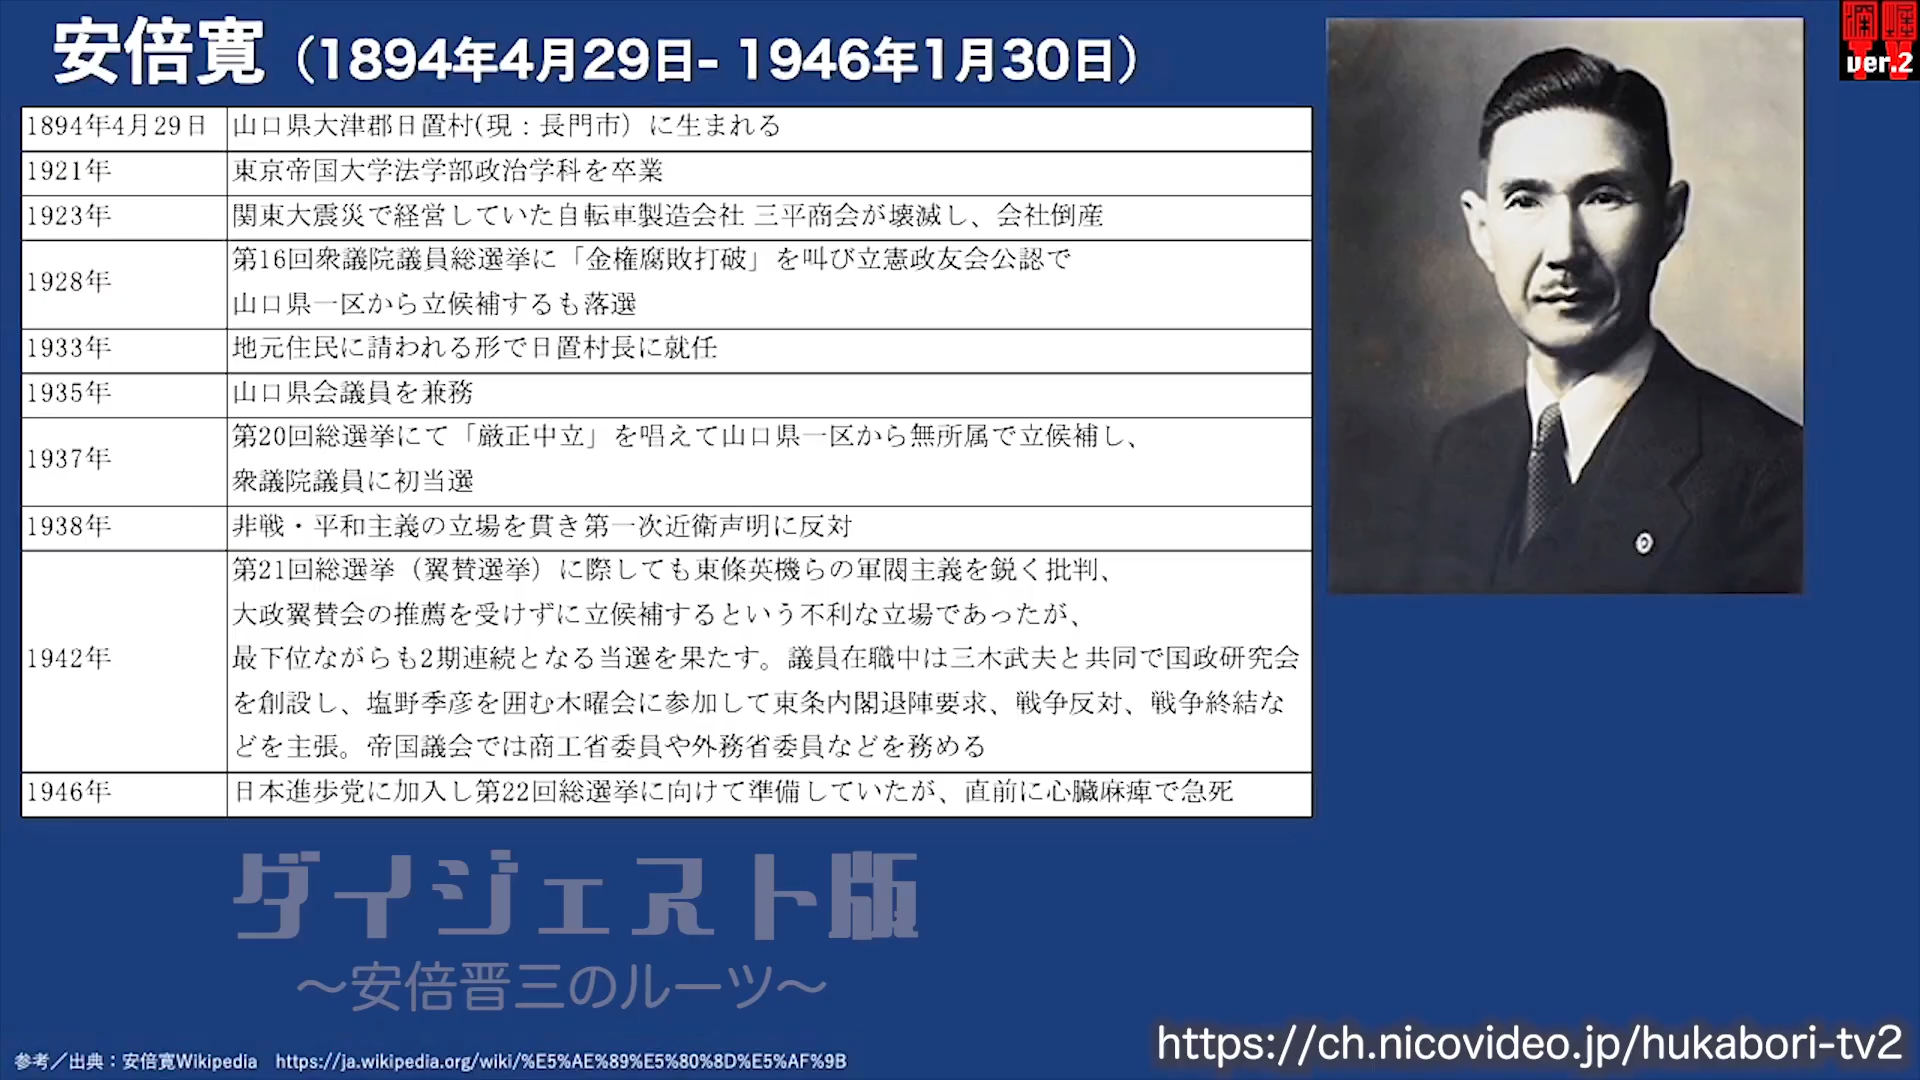 安倍寛（1894年4月29日- 1946年1月30日）
深掘TV
ver.2
1894年4月29日 山口県大津郡日置村(現：長門市）に生まれる
1921年 東京帝国大学法学部政治学科を卒業
1923年 関東大震災で経営していた自転車製造会社 三平商会が壊滅し、会社倒産
1928年 第16回衆議院議員総選挙に「金権腐敗打破」を叫び立憲政友会公認で
山口県一区から立候補するも落選
1933年 地元住民に請われる形で日置村長に就任
1935年 山口県会議員を兼務
1937年 第20回総選挙にて「厳正中立」を唱えて山口県一区から無所属で立候補し、
衆議院議員に初当選
1938年 非戦・平和主義の立場を貫き第一次近衛声明に反対
1942年 第21回総選挙（翼賛選挙）に際しても東條英機らの軍閥主義を鋭く批判、
大政翼賛会の推薦を受けずに立候補するという不利な立場であったが、
最下位ながらも2期連続となる当選を果たす。議員在職中は三木武夫と共同で国政研究会
を創設し、塩野季彦を囲む木曜会に参加して東条内閣退陣要求、戦争反対、戦争終結な
どを主張。帝国議会では商工省委員や外務省委員などを務める
1946年 日本進歩党に加入し第22回総選挙に向けて準備していたが、直前に心臓麻痺で急死
ダイジェスト版
～安倍晋三のルーツ～
https://ch.nicovideo.jp/hukabori-tv2
参考／出典：安倍寛Wikipedia https://ja.wikipedia.org/wiki/%E5%AE%89%E5%80%8D%E5%AF%9B